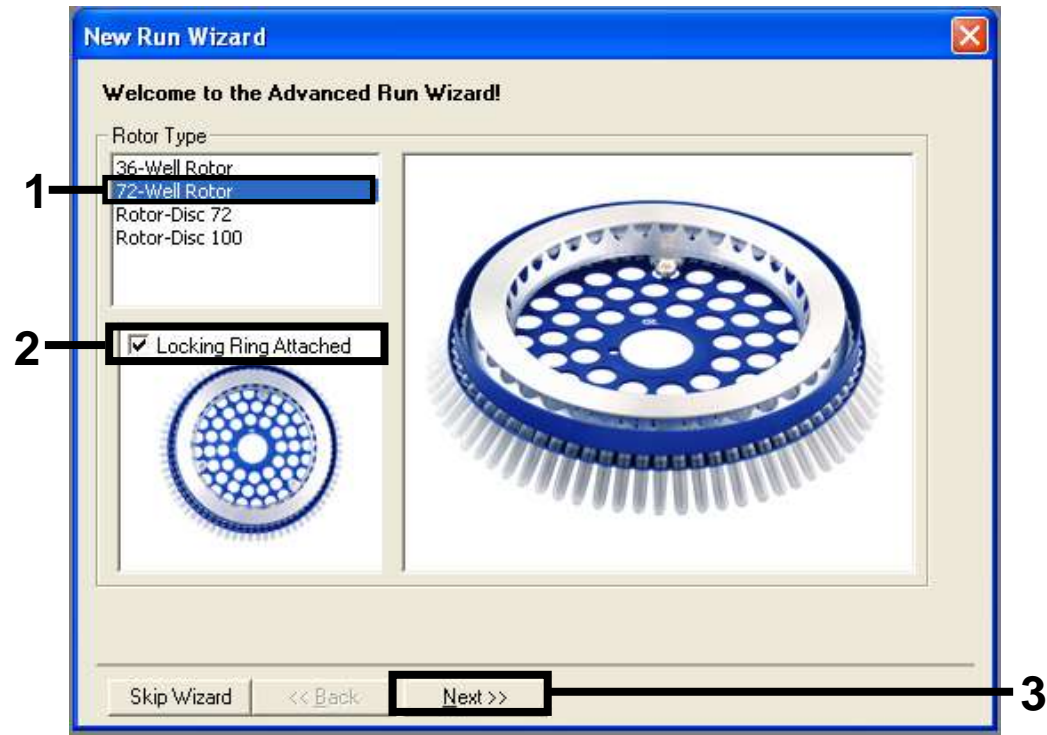 New Run Wizard
Welcome to the Advanced Run Wizard!
Rotor Type
36-Well Rotor
1
72-Well Rotor
Rotor-Disc 72
Rotor-Disc 100
2
Locking Ring Attached
Skip Wizard
<< Back
Next >>
3